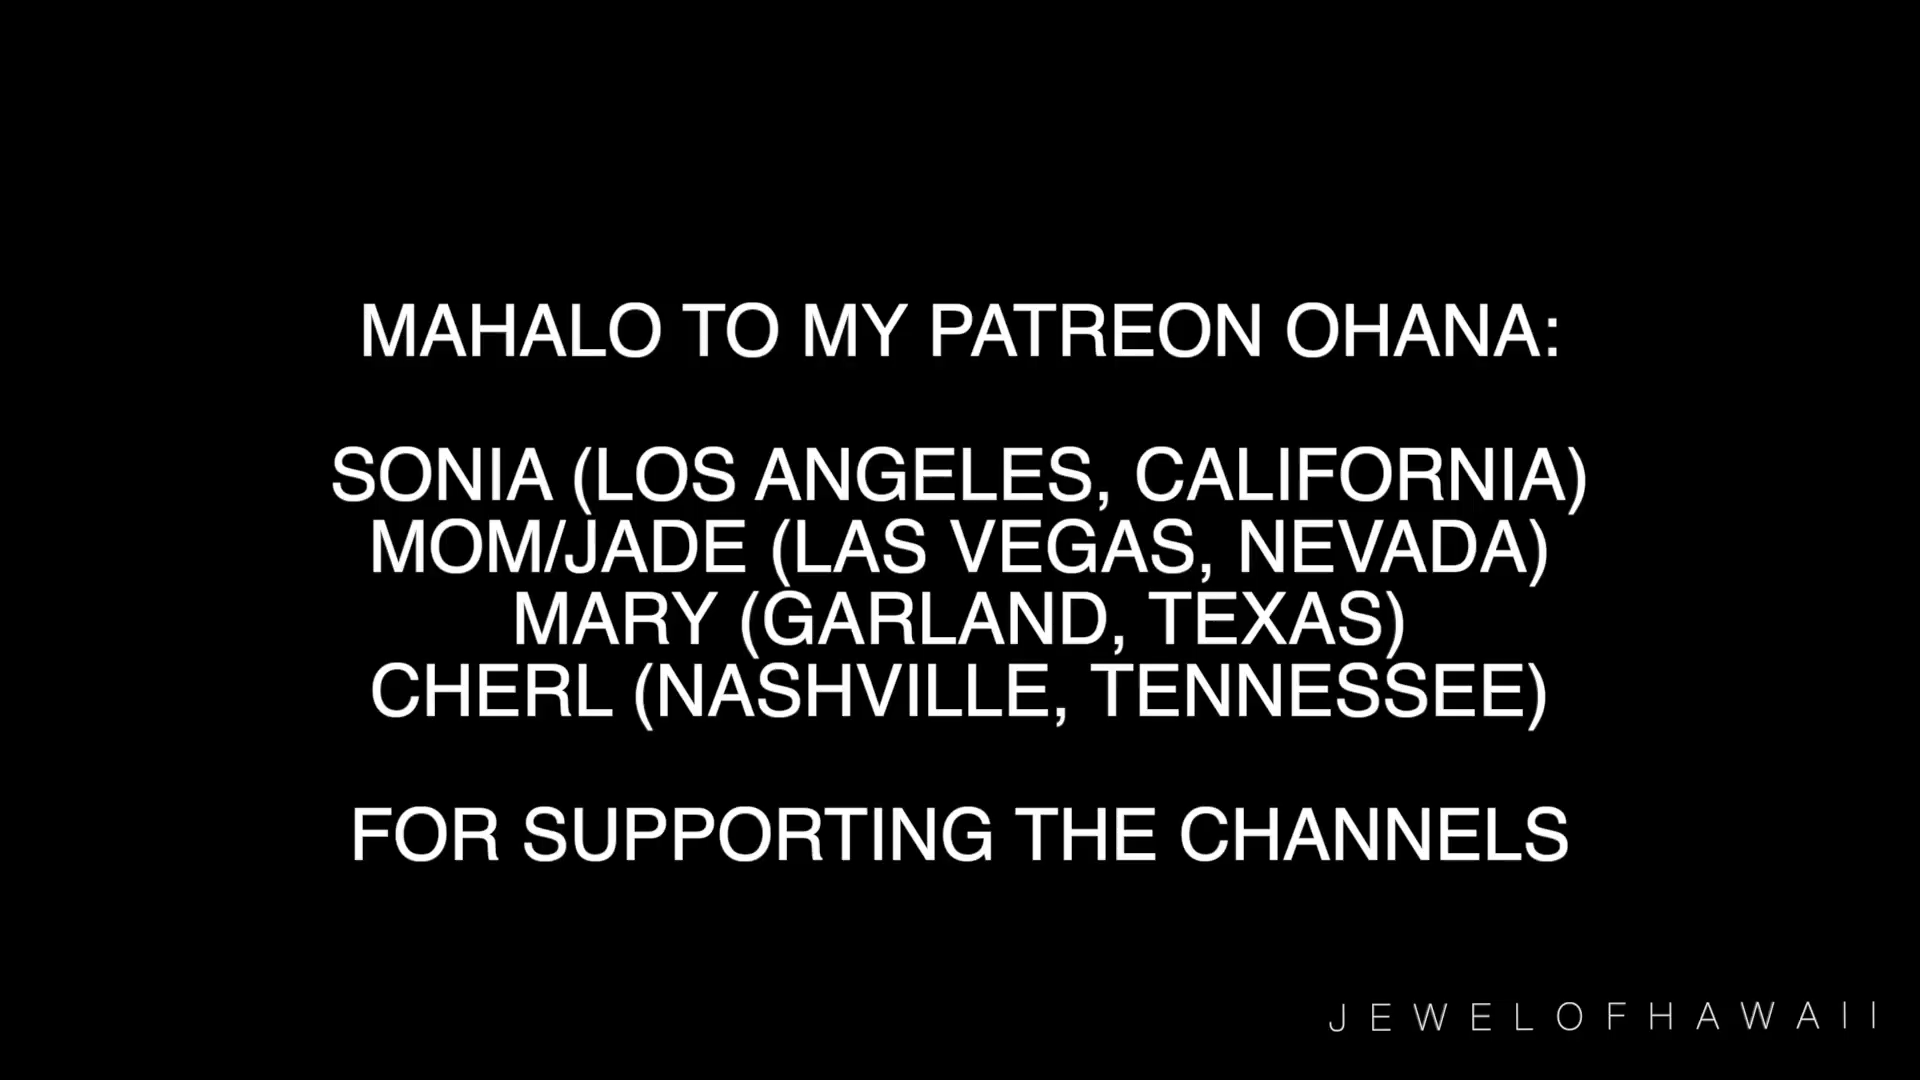 MAHALO TO MY PATREON OHANA:
SONIA (LOS ANGELES, CALIFORNIA)
MOM/JADE (LAS VEGAS, NEVADA)
MARY (GARLAND, TEXAS)
CHERL (NASHVILLE, TENNESSEE)
FOR SUPPORTING THE CHANNELS
JEWELOFHAWAII